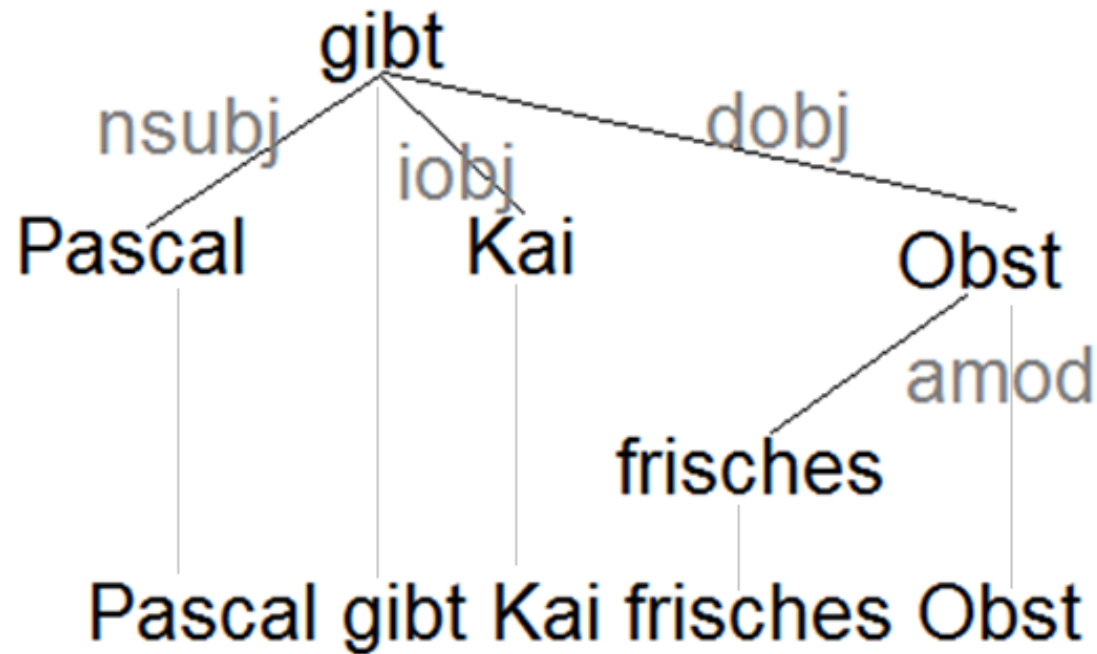 gibt
nsubj iobj dobj
Pascal Kai Obst
amod
frisches
Pascal gibt Kai frisches Obst